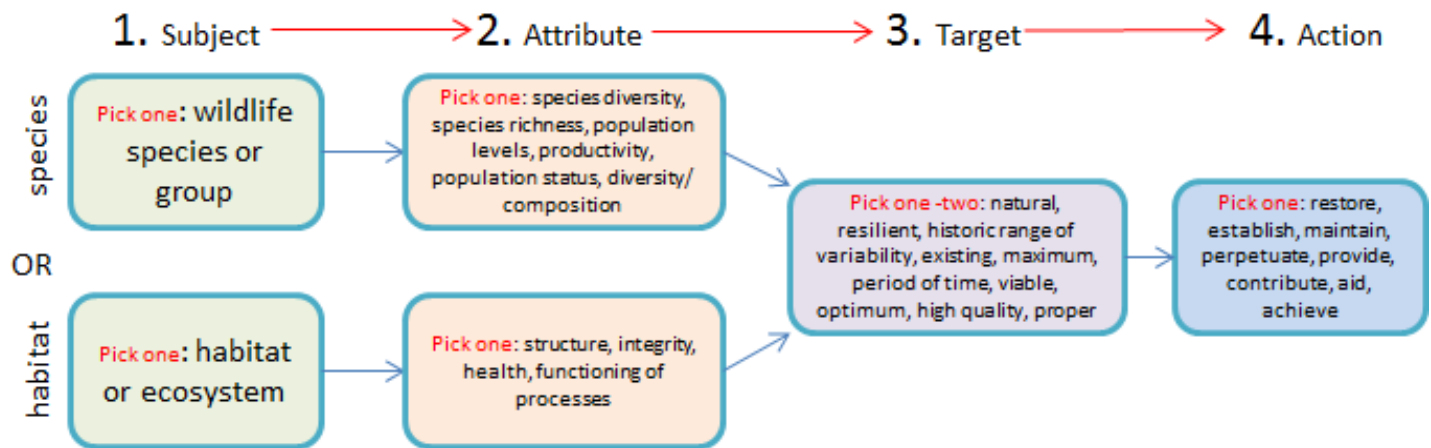 1. Subject
2. Attribute
3. Target
4. Action
species
Pick one: wildlife
species or
group
Pick one: species diversity,
species richness, population
levels, productivity,
population status, diversity/
composition
Pick one -two: natural,
resilient, historic range of
variability, existing, maximum,
period of time, viable,
optimum, high quality, proper
Pick one: restore,
establish, maintain,
perpetuate, provide,
contribute, aid,
achieve
OR
habitat
Pick one: habitat
or ecosystem
Pick one: structure, integrity,
health, functioning of
processes